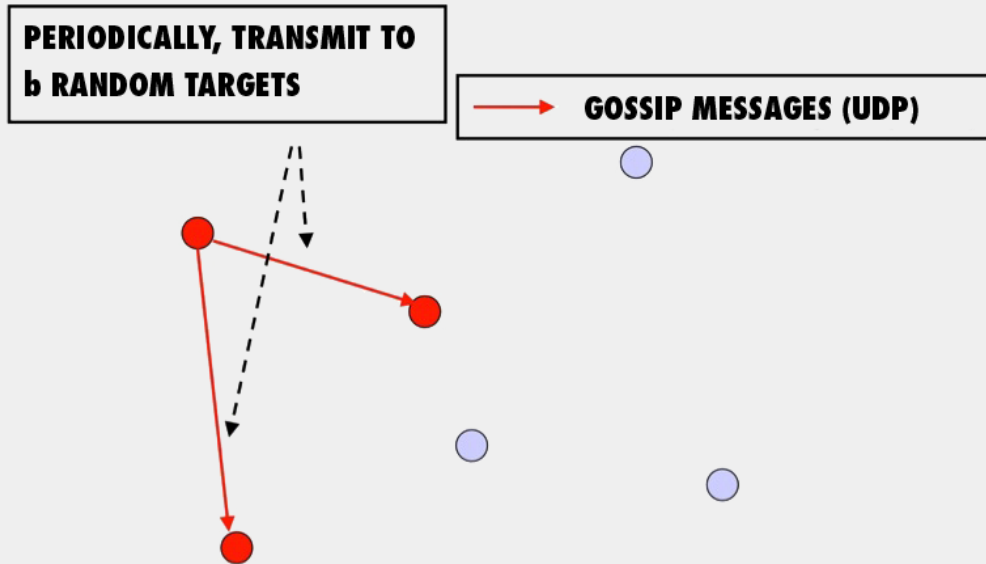 PERIODICALLY, TRANSMIT TO
b RANDOM TARGETS
GOSSIP MESSAGES (UDP)